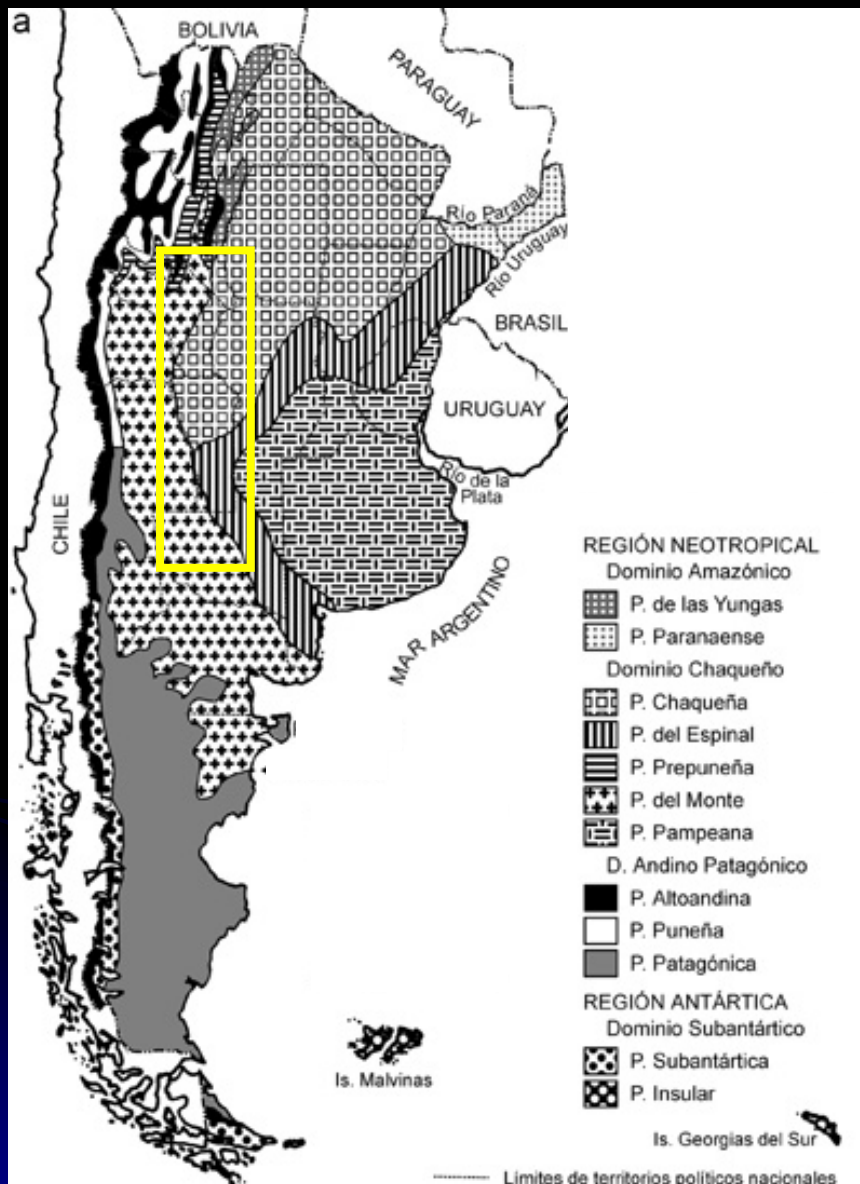 a
BOLIVIA
PARAGUAY
Río Paraná
Río Uruguay
BRASIL
URUGUAY
Río de la
Plata
CHILE
MAR ARGENTINO
REGIÓN NEOTROPICAL
Dominio Amazónico
P. de las Yungas
P. Paranaense
Dominio Chaqueño
P. Chaqueña
P. del Espinal
P. Prepuneña
P. del Monte
P. Pampeana
D. Andino Patagónico
P. Altoandina
P. Puneña
P. Patagónica
REGIÓN ANTÁRTICA
Dominio Subantártico
P. Subantártica
P. Insular
Is. Malvinas
Is. Georgias del Sur
Límites de territorios políticos nacionales